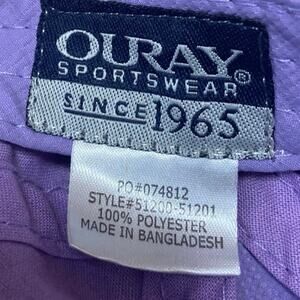 OURAY®
SPORTSWEAR
SINCE 1965
PO#074812
STYLE#51200-51201
100% POLYESTER
MADE IN BANGLADESH